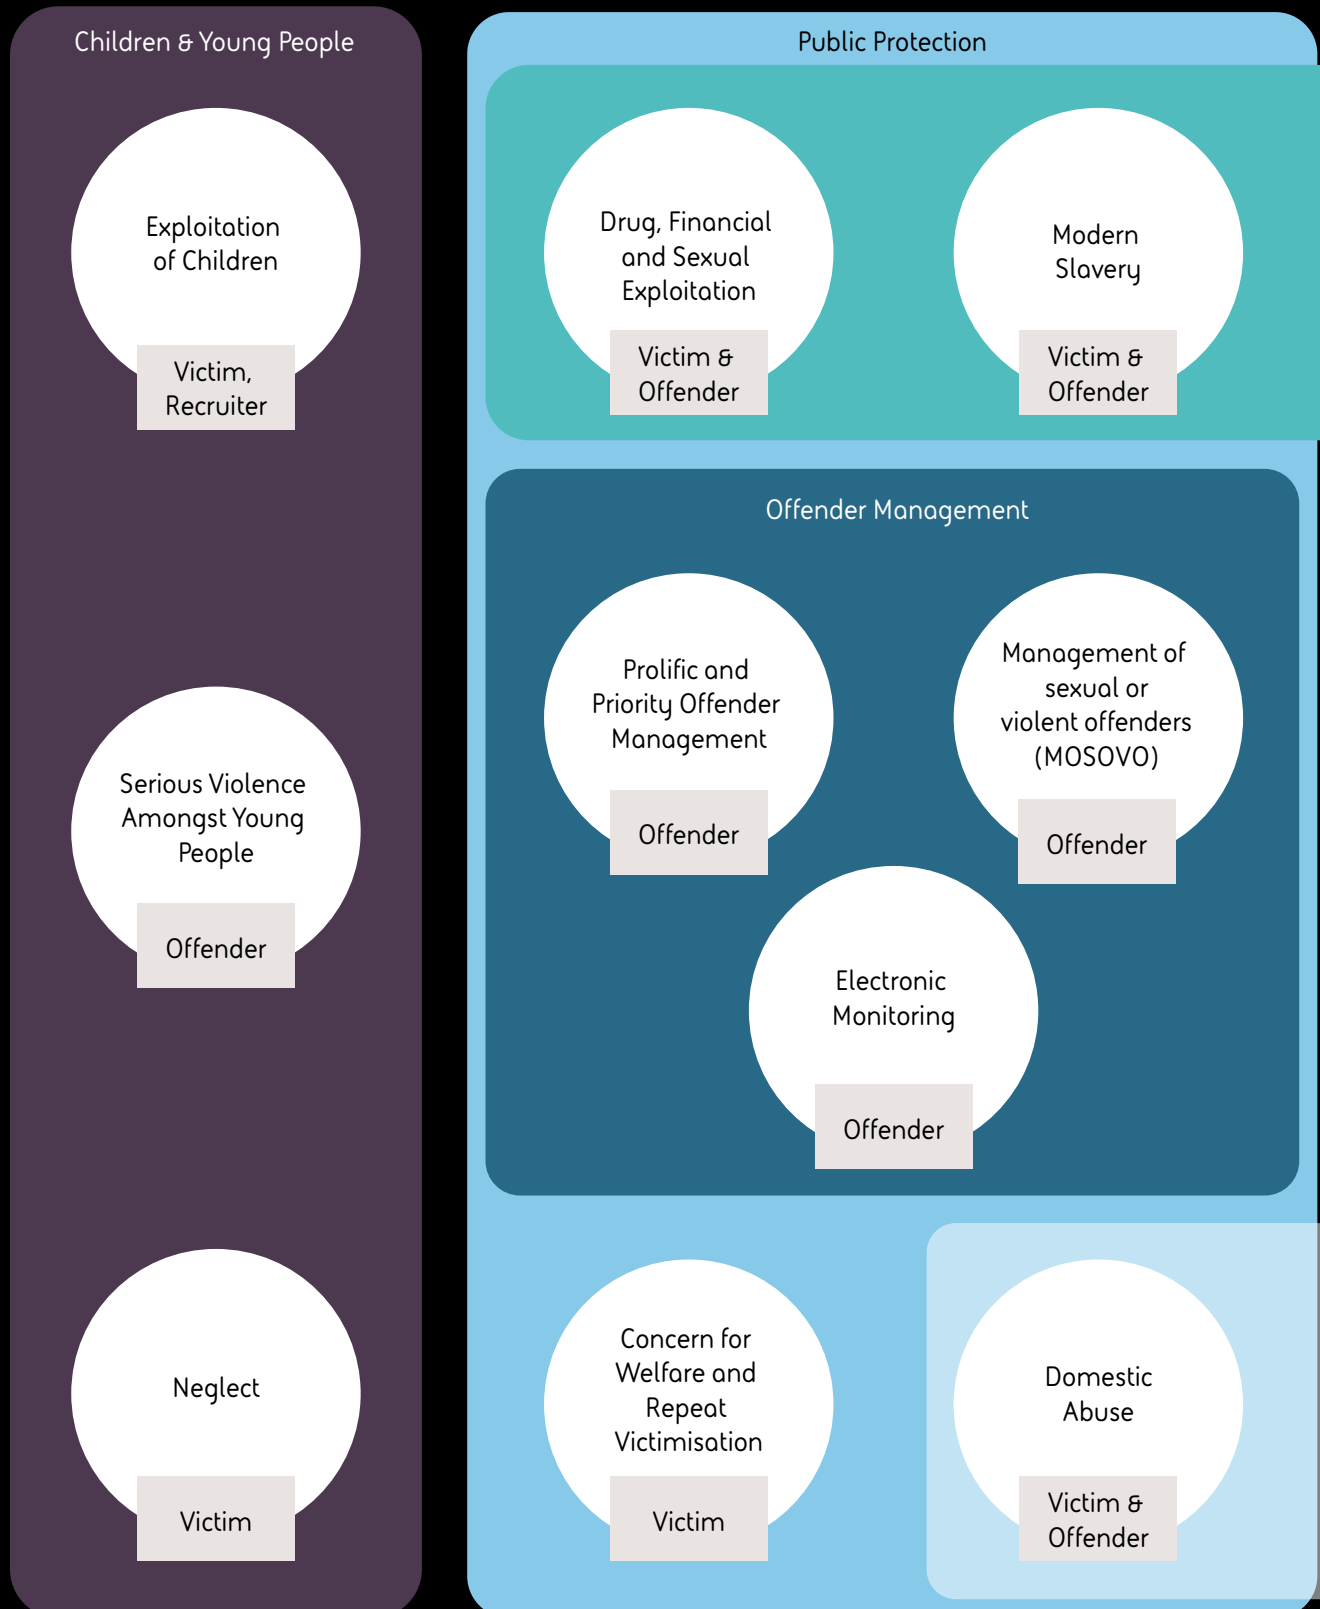 Children & Young People
Exploitation
of Children
Victim,
Recruiter
Serious Violence
Amongst Young
People
Offender
Neglect
Victim
Public Protection
Drug, Financial
and Sexual
Exploitation
Victim &
Offender
Modern
Slavery
Victim &
Offender
Offender Management
Prolific and
Priority Offender
Management
Offender
Management of
sexual or
violent offenders
(MOSOVO)
Offender
Electronic
Monitoring
Offender
Concern for
Welfare and
Repeat
Victimisation
Victim
Domestic
Abuse
Victim &
Offender